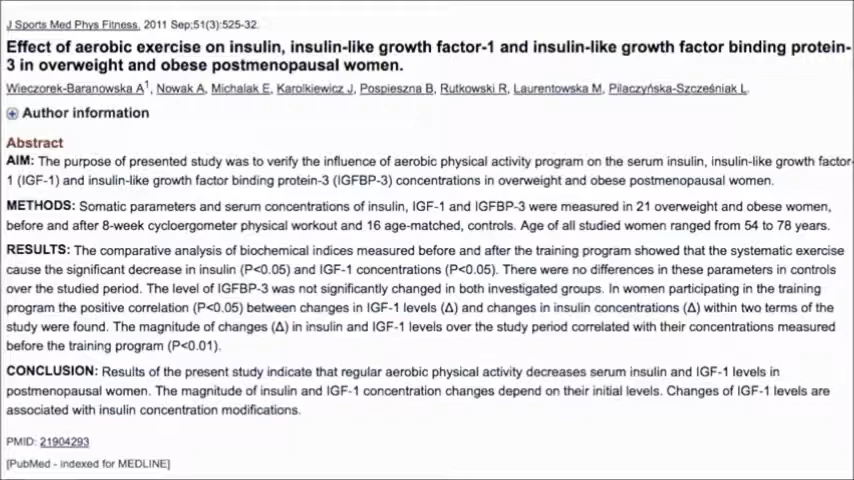 J Sports Med Phys Fitness. 2011 Sep;51(3):525-32.
Effect of aerobic exercise on insulin, insulin-like growth factor-1 and insulin-like growth factor binding protein-
3 in overweight and obese postmenopausal women.
Wieczorek-Baranowska A1, Nowak A, Michalak E, Karolkiewicz J, Pospieszna B, Rutkowski R, Laurentowska M, Pilaczyńska-Szcześniak Ł.
Author information
Abstract
AIM: The purpose of presented study was to verify the influence of aerobic physical activity program on the serum insulin, insulin-like growth factor-
1 (IGF-1) and insulin-like growth factor binding protein-3 (IGFBP-3) concentrations in overweight and obese postmenopausal women.
METHODS: Somatic parameters and serum concentrations of insulin, IGF-1 and IGFBP-3 were measured in 21 overweight and obese women,
before and after 8-week cycloergometer physical workout and 16 age-matched, controls. Age of all studied women ranged from 54 to 78 years.
RESULTS: The comparative analysis of biochemical indices measured before and after the training program showed that the systematic exercise
cause the significant decrease in insulin (P<0.05) and IGF-1 concentrations (P<0.05). There were no differences in these parameters in controls
over the studied period. The level of IGFBP-3 was not significantly changed in both investigated groups. In women participating in the training
program the positive correlation (P<0.05) between changes in IGF-1 levels (Δ) and changes in insulin concentrations (Δ) within two terms of the
study were found. The magnitude of changes (Δ) in insulin and IGF-1 levels over the study period correlated with their concentrations measured
before the training program (P<0.01).
CONCLUSION: Results of the present study indicate that regular aerobic physical activity decreases serum insulin and IGF-1 levels in
postmenopausal women. The magnitude of insulin and IGF-1 concentration changes depend on their initial levels. Changes of IGF-1 levels are
associated with insulin concentration modifications.
PMID: 21904293
[PubMed - indexed for MEDLINE]